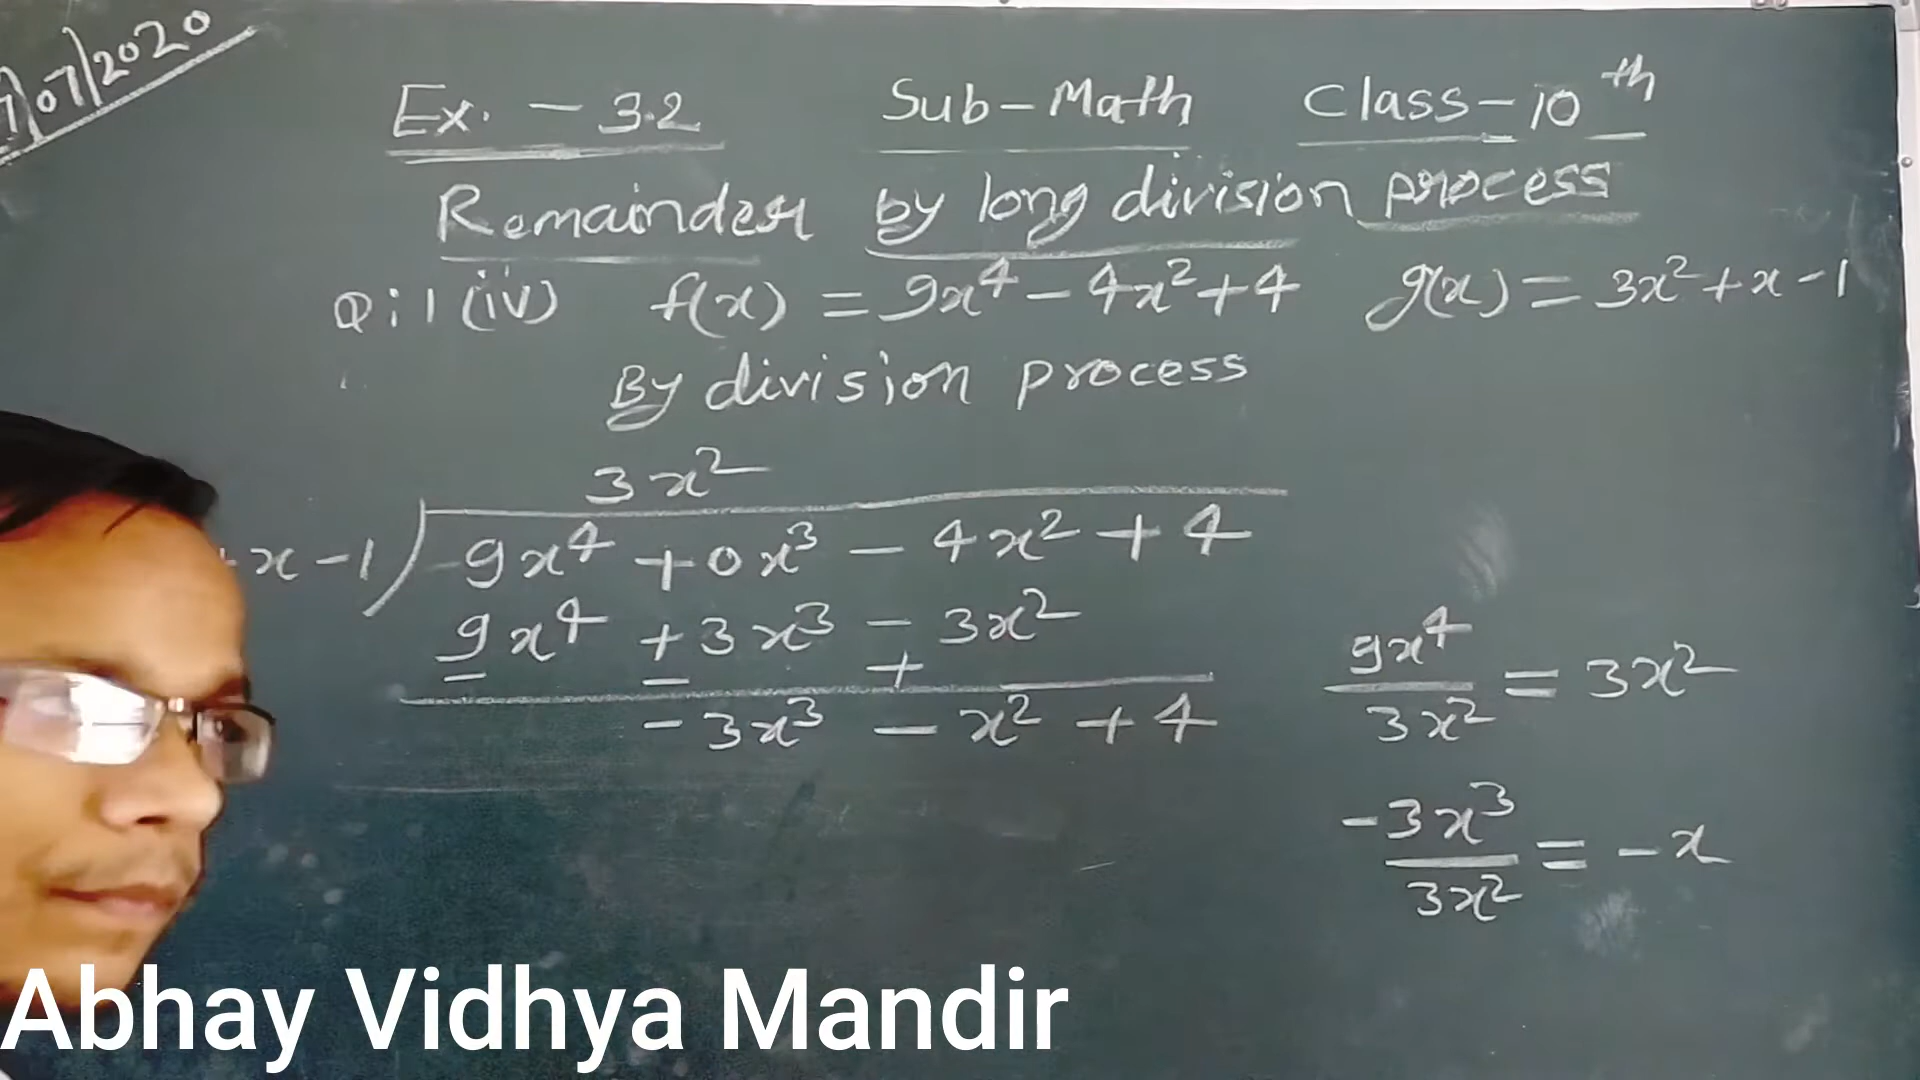 07/2020
Ex. - 3.2 Sub-Math Class-10th
Remainder by long division process
Q:1 (iv) f(x) = 9x⁴ - 4x² + 4 g(x) = 3x² + x - 1
By division process
3x²
x - 1) 9x⁴ + 0x³ - 4x² + 4
9x⁴ + 3x³ - 3x²
- - +
- 3x³ - x² + 4
9x⁴/3x² = 3x²
-3x³/3x² = -x
Abhay Vidhya Mandir